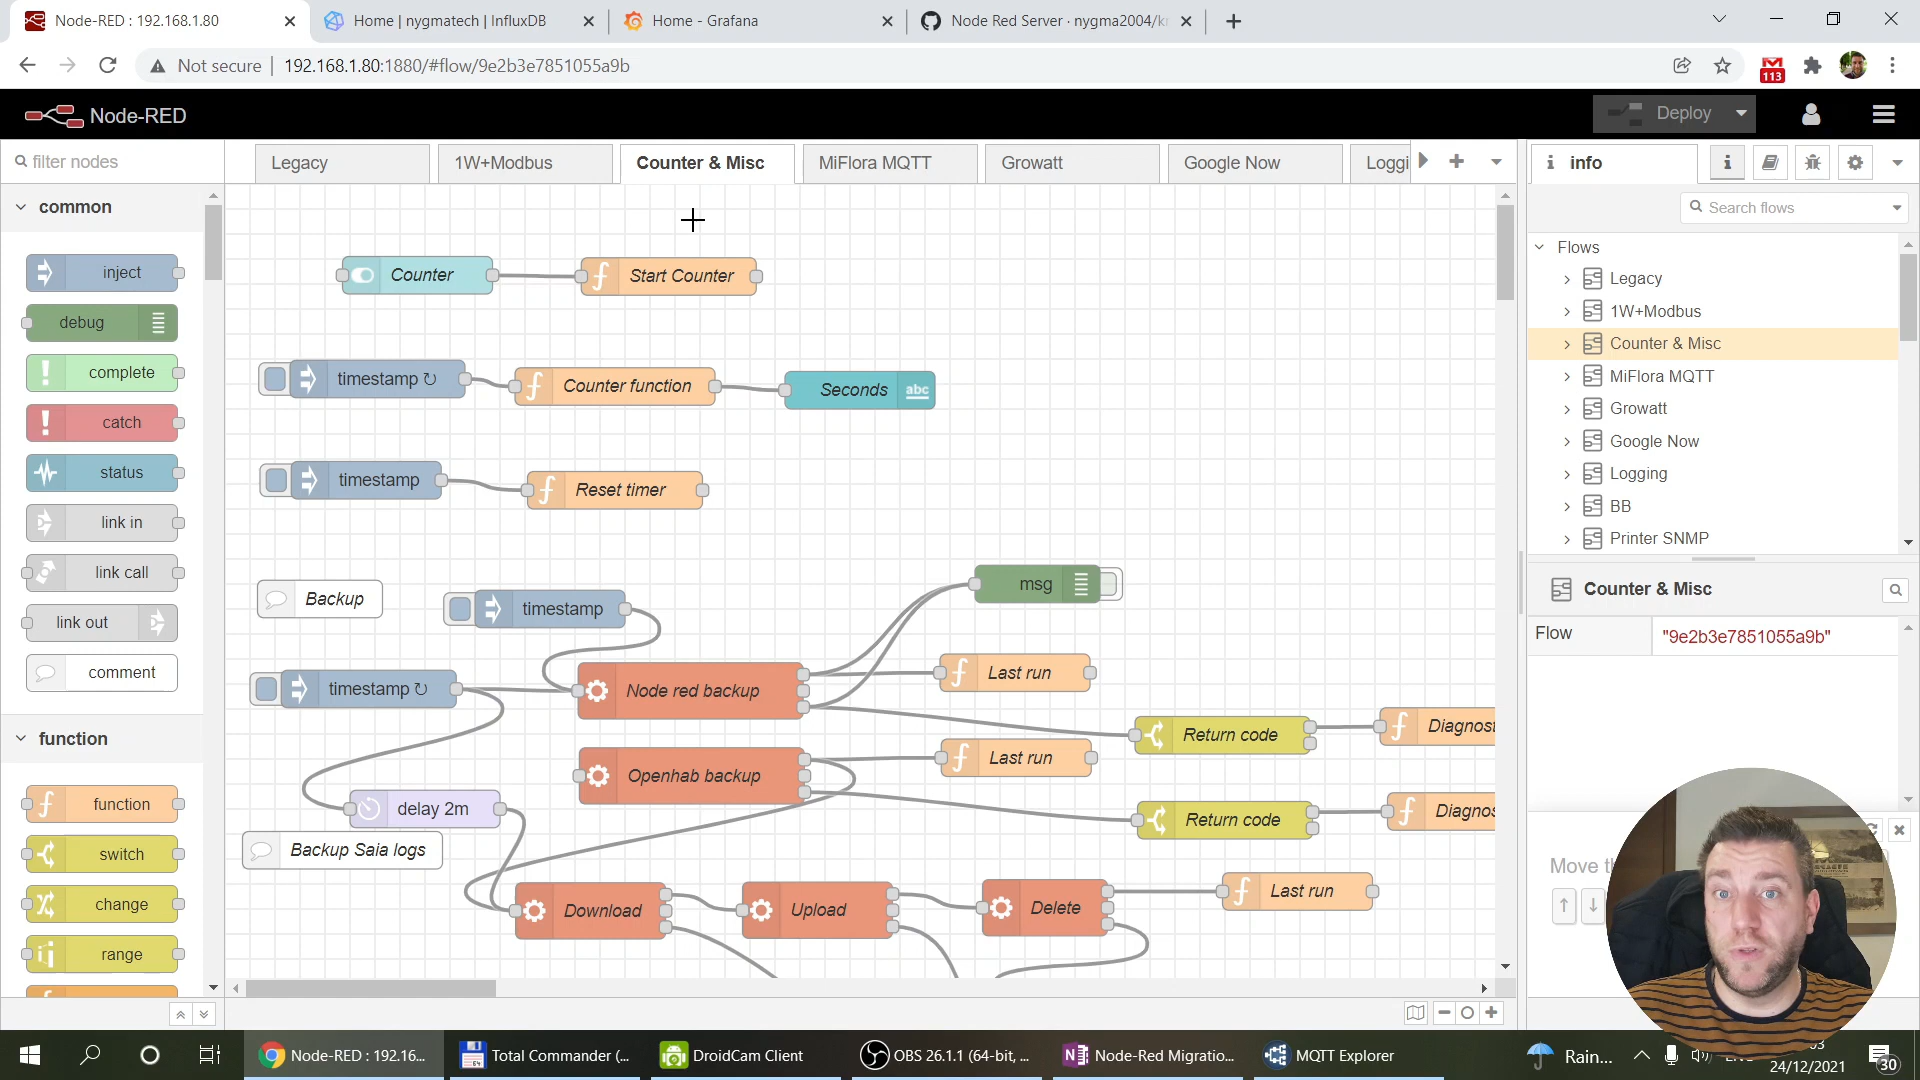 Node-RED : 192.168.1.80
Home | nygmatech | InfluxDB
Home - Grafana
Node Red Server · nygma2004/kr
Not secure
192.168.1.80:1880/#flow/9e2b3e7851055a9b
113
Node-RED
Deploy
filter nodes
Legacy
1W+Modbus
Counter & Misc
MiFlora MQTT
Growatt
Google Now
Loggi
info
Search flows
common
inject
debug
complete
catch
status
link in
link call
link out
comment
function
function
switch
change
range
Counter
Start Counter
timestamp ↻
Counter function
Seconds
abc
timestamp
Reset timer
Backup
timestamp
msg
timestamp ↻
Node red backup
Last run
Return code
Diagnost
Openhab backup
Last run
Return code
Diagnos
delay 2m
Backup Saia logs
Download
Upload
Delete
Last run
Flows
Legacy
1W+Modbus
Counter & Misc
MiFlora MQTT
Growatt
Google Now
Logging
BB
Printer SNMP
Counter & Misc
Flow
"9e2b3e7851055a9b"
Move
Node-RED : 192.16...
Total Commander (...
DroidCam Client
OBS 26.1.1 (64-bit, ...
Node-Red Migratio...
MQTT Explorer
Rain...
24/12/2021
30